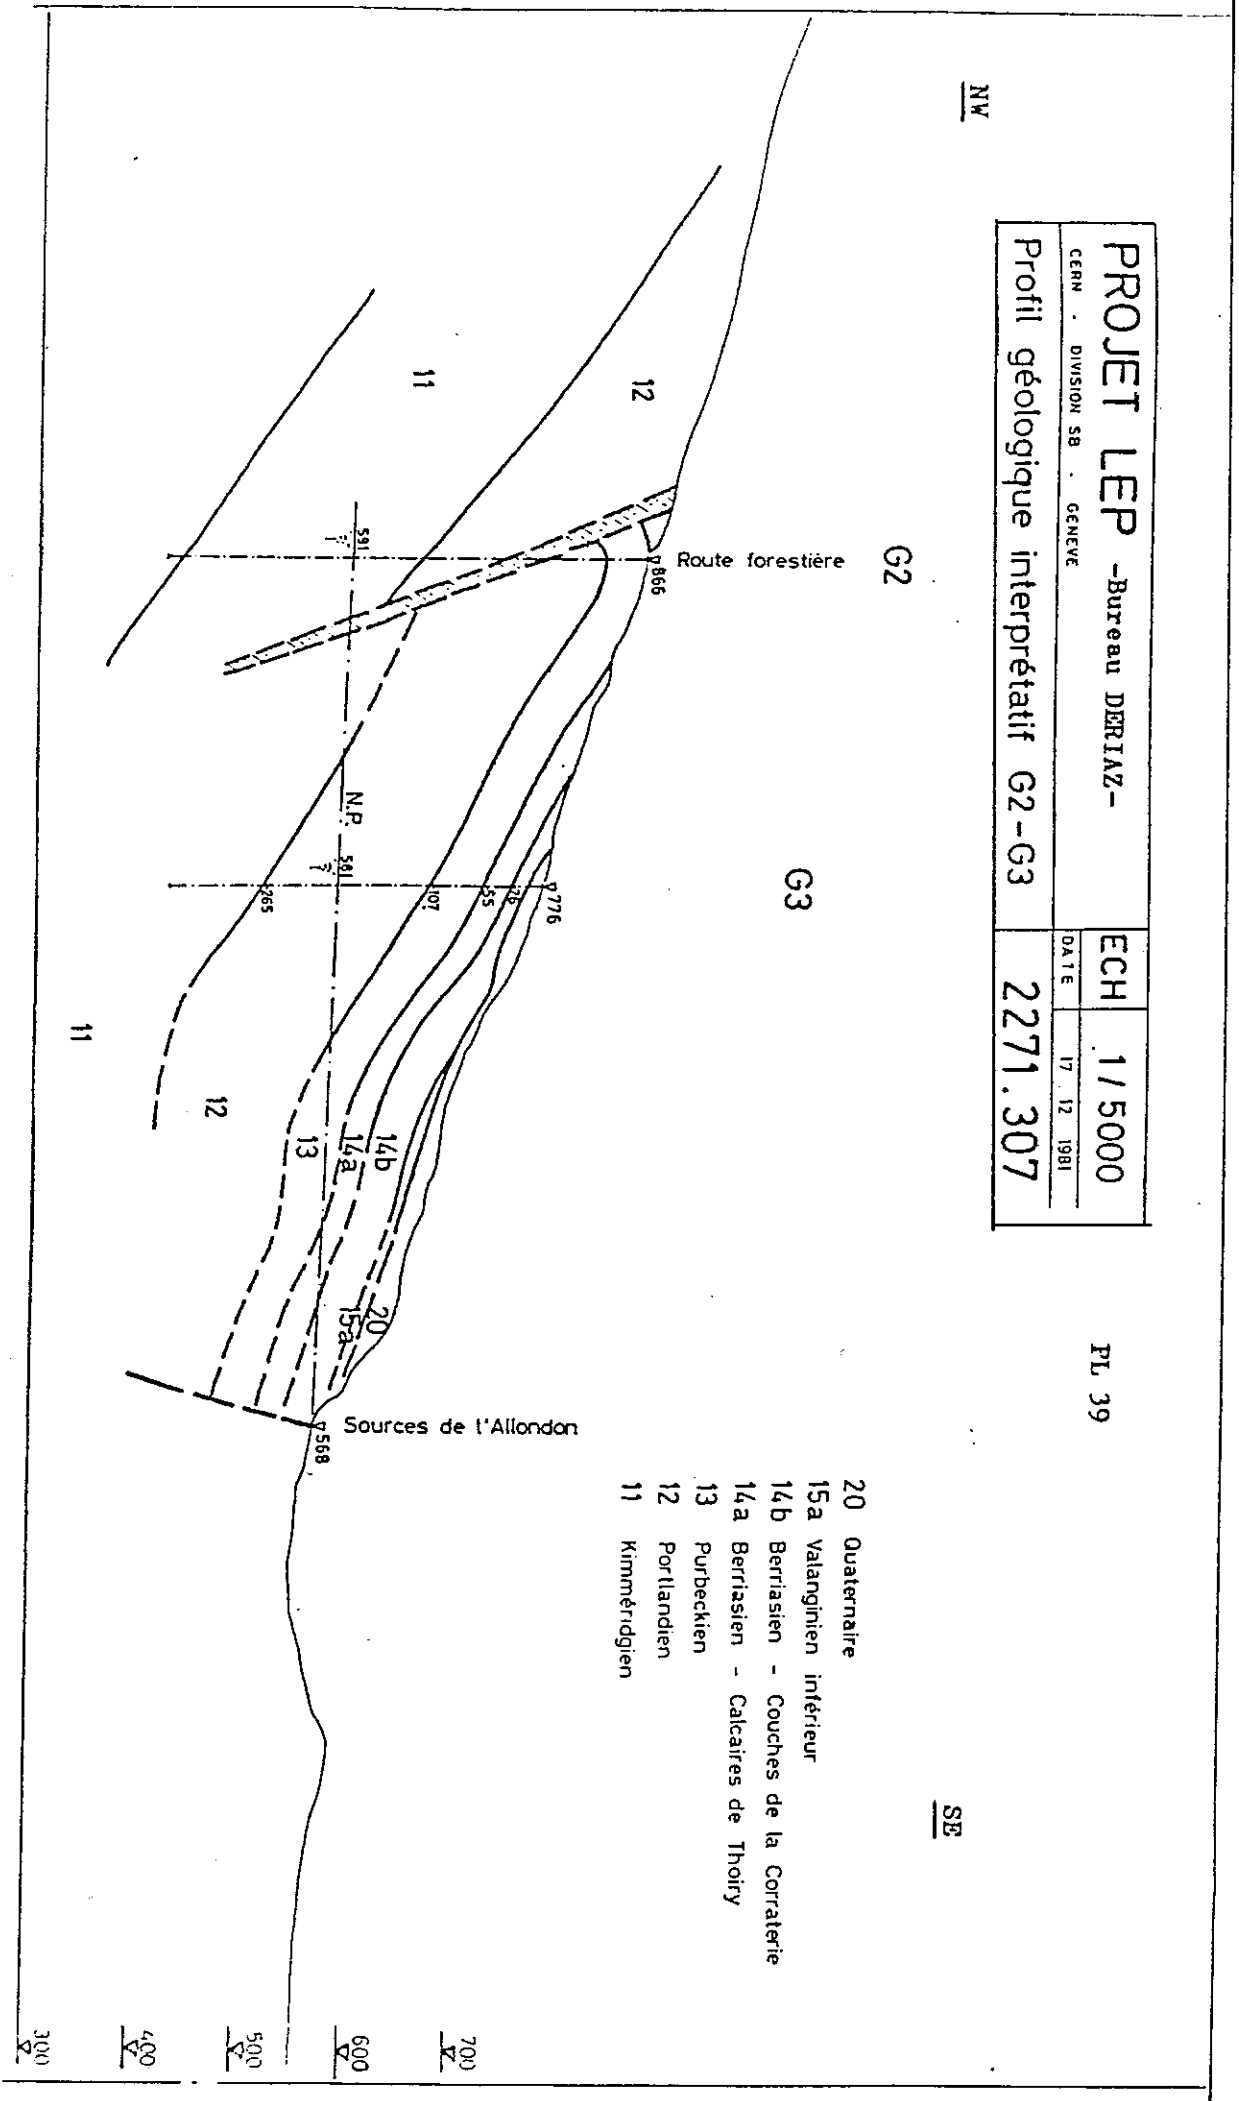 PL 39
PROJET LEP -Bureau DERIAZ-
ECH 1/5000
CERN - DIVISION SB - GENEVE
DATE 17 . 12 1981
Profil géologique interprétatif G2-G3
2271.307
NW
SE
G2
G3
20 Quaternaire
15a Valanginien inférieur
14b Berriasien - Couches de la Corraterie
14a Berriasien - Calcaires de Thoiry
13 Purbeckien
12 Portlandien
11 Kimméridgien
Route forestière
866
776
12
11
591
N.P.
561
26
55
107
265
14b
14a
13
12
11
20
15a
Sources de l'Allondon
568
700
600
500
400
300